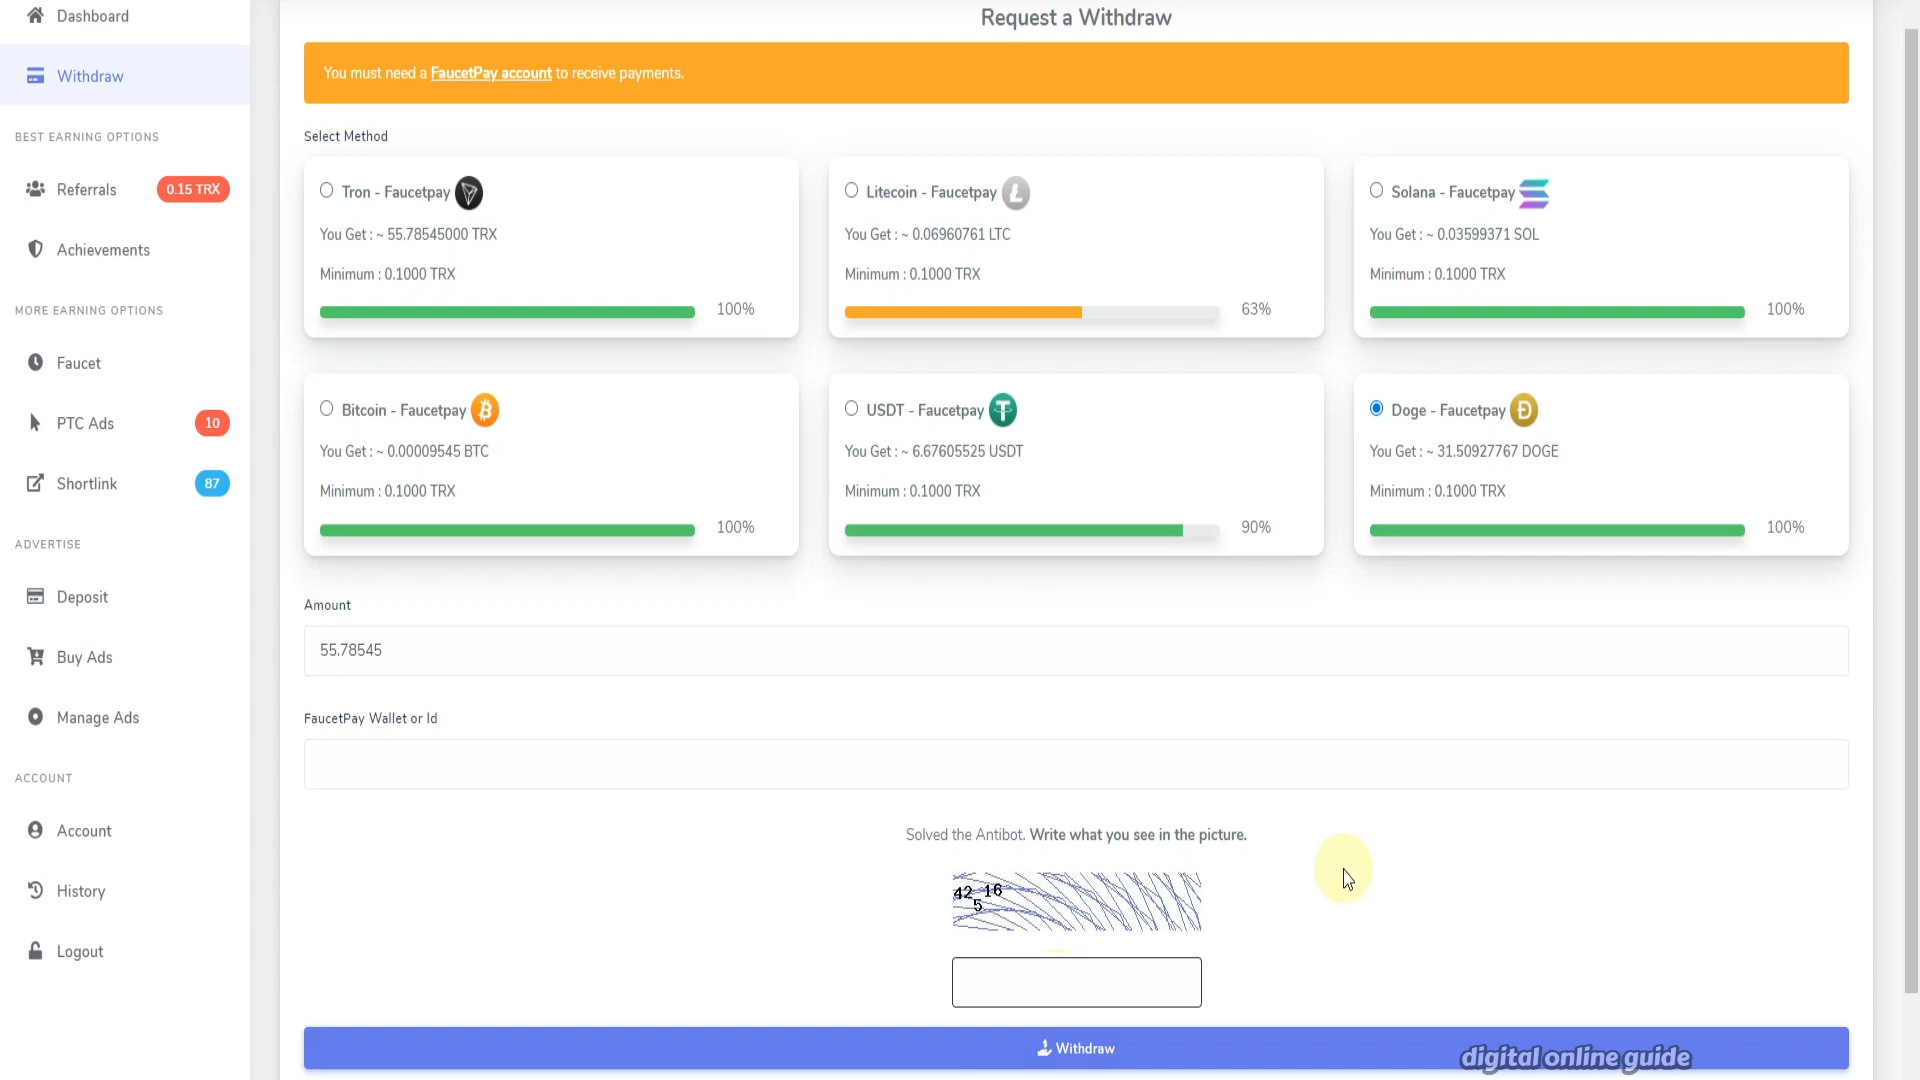 Dashboard
Withdraw
BEST EARNING OPTIONS
Referrals 0.15 TRX
Achievements
MORE EARNING OPTIONS
Faucet
PTC Ads 10
Shortlink 87
ADVERTISE
Deposit
Buy Ads
Manage Ads
ACCOUNT
Account
History
Logout
Request a Withdraw
You must need a FaucetPay account to receive payments.
Select Method
Tron - Faucetpay
You Get : ~ 55.78545000 TRX
Minimum : 0.1000 TRX
100%
Litecoin - Faucetpay
You Get : ~ 0.06960761 LTC
Minimum : 0.1000 TRX
63%
Solana - Faucetpay
You Get : ~ 0.03599371 SOL
Minimum : 0.1000 TRX
100%
Bitcoin - Faucetpay
You Get : ~ 0.00009545 BTC
Minimum : 0.1000 TRX
100%
USDT - Faucetpay
You Get : ~ 6.67605525 USDT
Minimum : 0.1000 TRX
90%
Doge - Faucetpay
You Get : ~ 31.50927767 DOGE
Minimum : 0.1000 TRX
100%
Amount
55.78545
FaucetPay Wallet or Id
Solved the Antibot. Write what you see in the picture.
42516
Withdraw
digital online guide